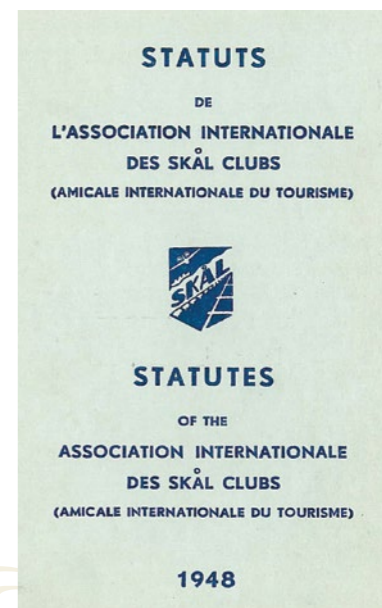 STATUTS
DE
L'ASSOCIATION INTERNATIONALE
DES SKÅL CLUBS
(AMICALE INTERNATIONALE DU TOURISME)
SKÅL
STATUTES
OF THE
ASSOCIATION INTERNATIONALE
DES SKÅL CLUBS
(AMICALE INTERNATIONALE DU TOURISME)
1948